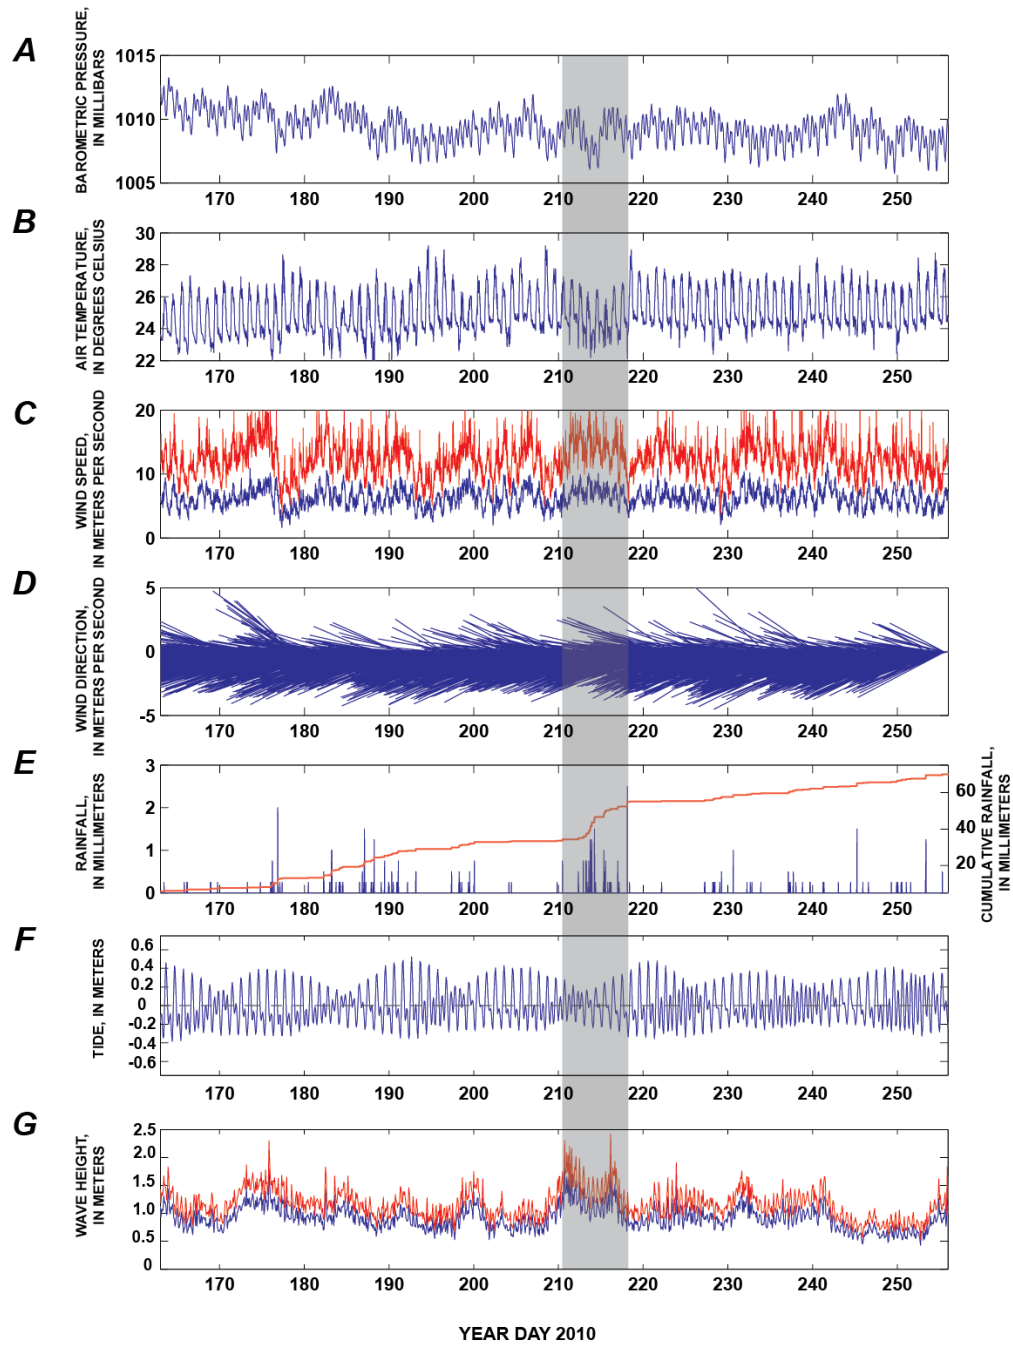 A
BAROMETRIC PRESSURE,
IN MILLIBARS
1015
1010
1005
170 180 190 200 210 220 230 240 250
B
AIR TEMPERATURE,
IN DEGREES CELSIUS
30
28
26
24
22
170 180 190 200 210 220 230 240 250
C
WIND SPEED,
IN METERS PER SECOND
20
10
0
170 180 190 200 210 220 230 240 250
D
WIND DIRECTION,
IN METERS PER SECOND
5
0
-5
170 180 190 200 210 220 230 240 250
E
RAINFALL,
IN MILLIMETERS
3
2
1
0
60
40
20
CUMULATIVE RAINFALL,
IN MILLIMETERS
170 180 190 200 210 220 230 240 250
F
TIDE, IN METERS
0.6
0.4
0.2
0
-0.2
-0.4
-0.6
170 180 190 200 210 220 230 240 250
G
WAVE HEIGHT,
IN METERS
2.5
2.0
1.5
1.0
0.5
0
170 180 190 200 210 220 230 240 250
YEAR DAY 2010